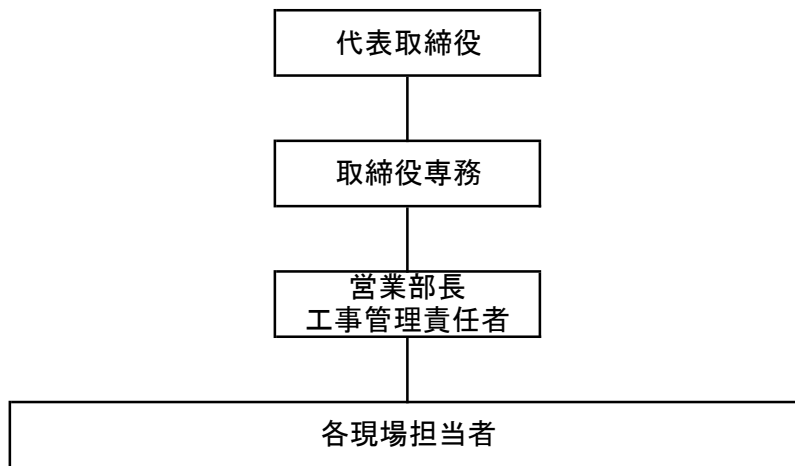 代表取締役
取締役専務
営業部長
工事管理責任者
各現場担当者